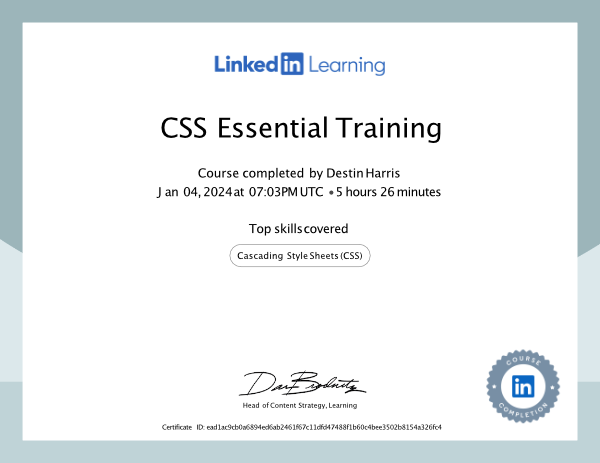 Linked in Learning
CSS Essential Training
Course completed by Destin Harris
Jan 04, 2024 at 07:03PM UTC • 5 hours 26 minutes
Top skills covered
Cascading Style Sheets (CSS)
Head of Content Strategy, Learning
COURSE
in
COMPLETION
Certificate ID: ead1ac9cb0a6894ed6ab2461f67c11dfd47488f1b60c4bee3502b8154a326fc4